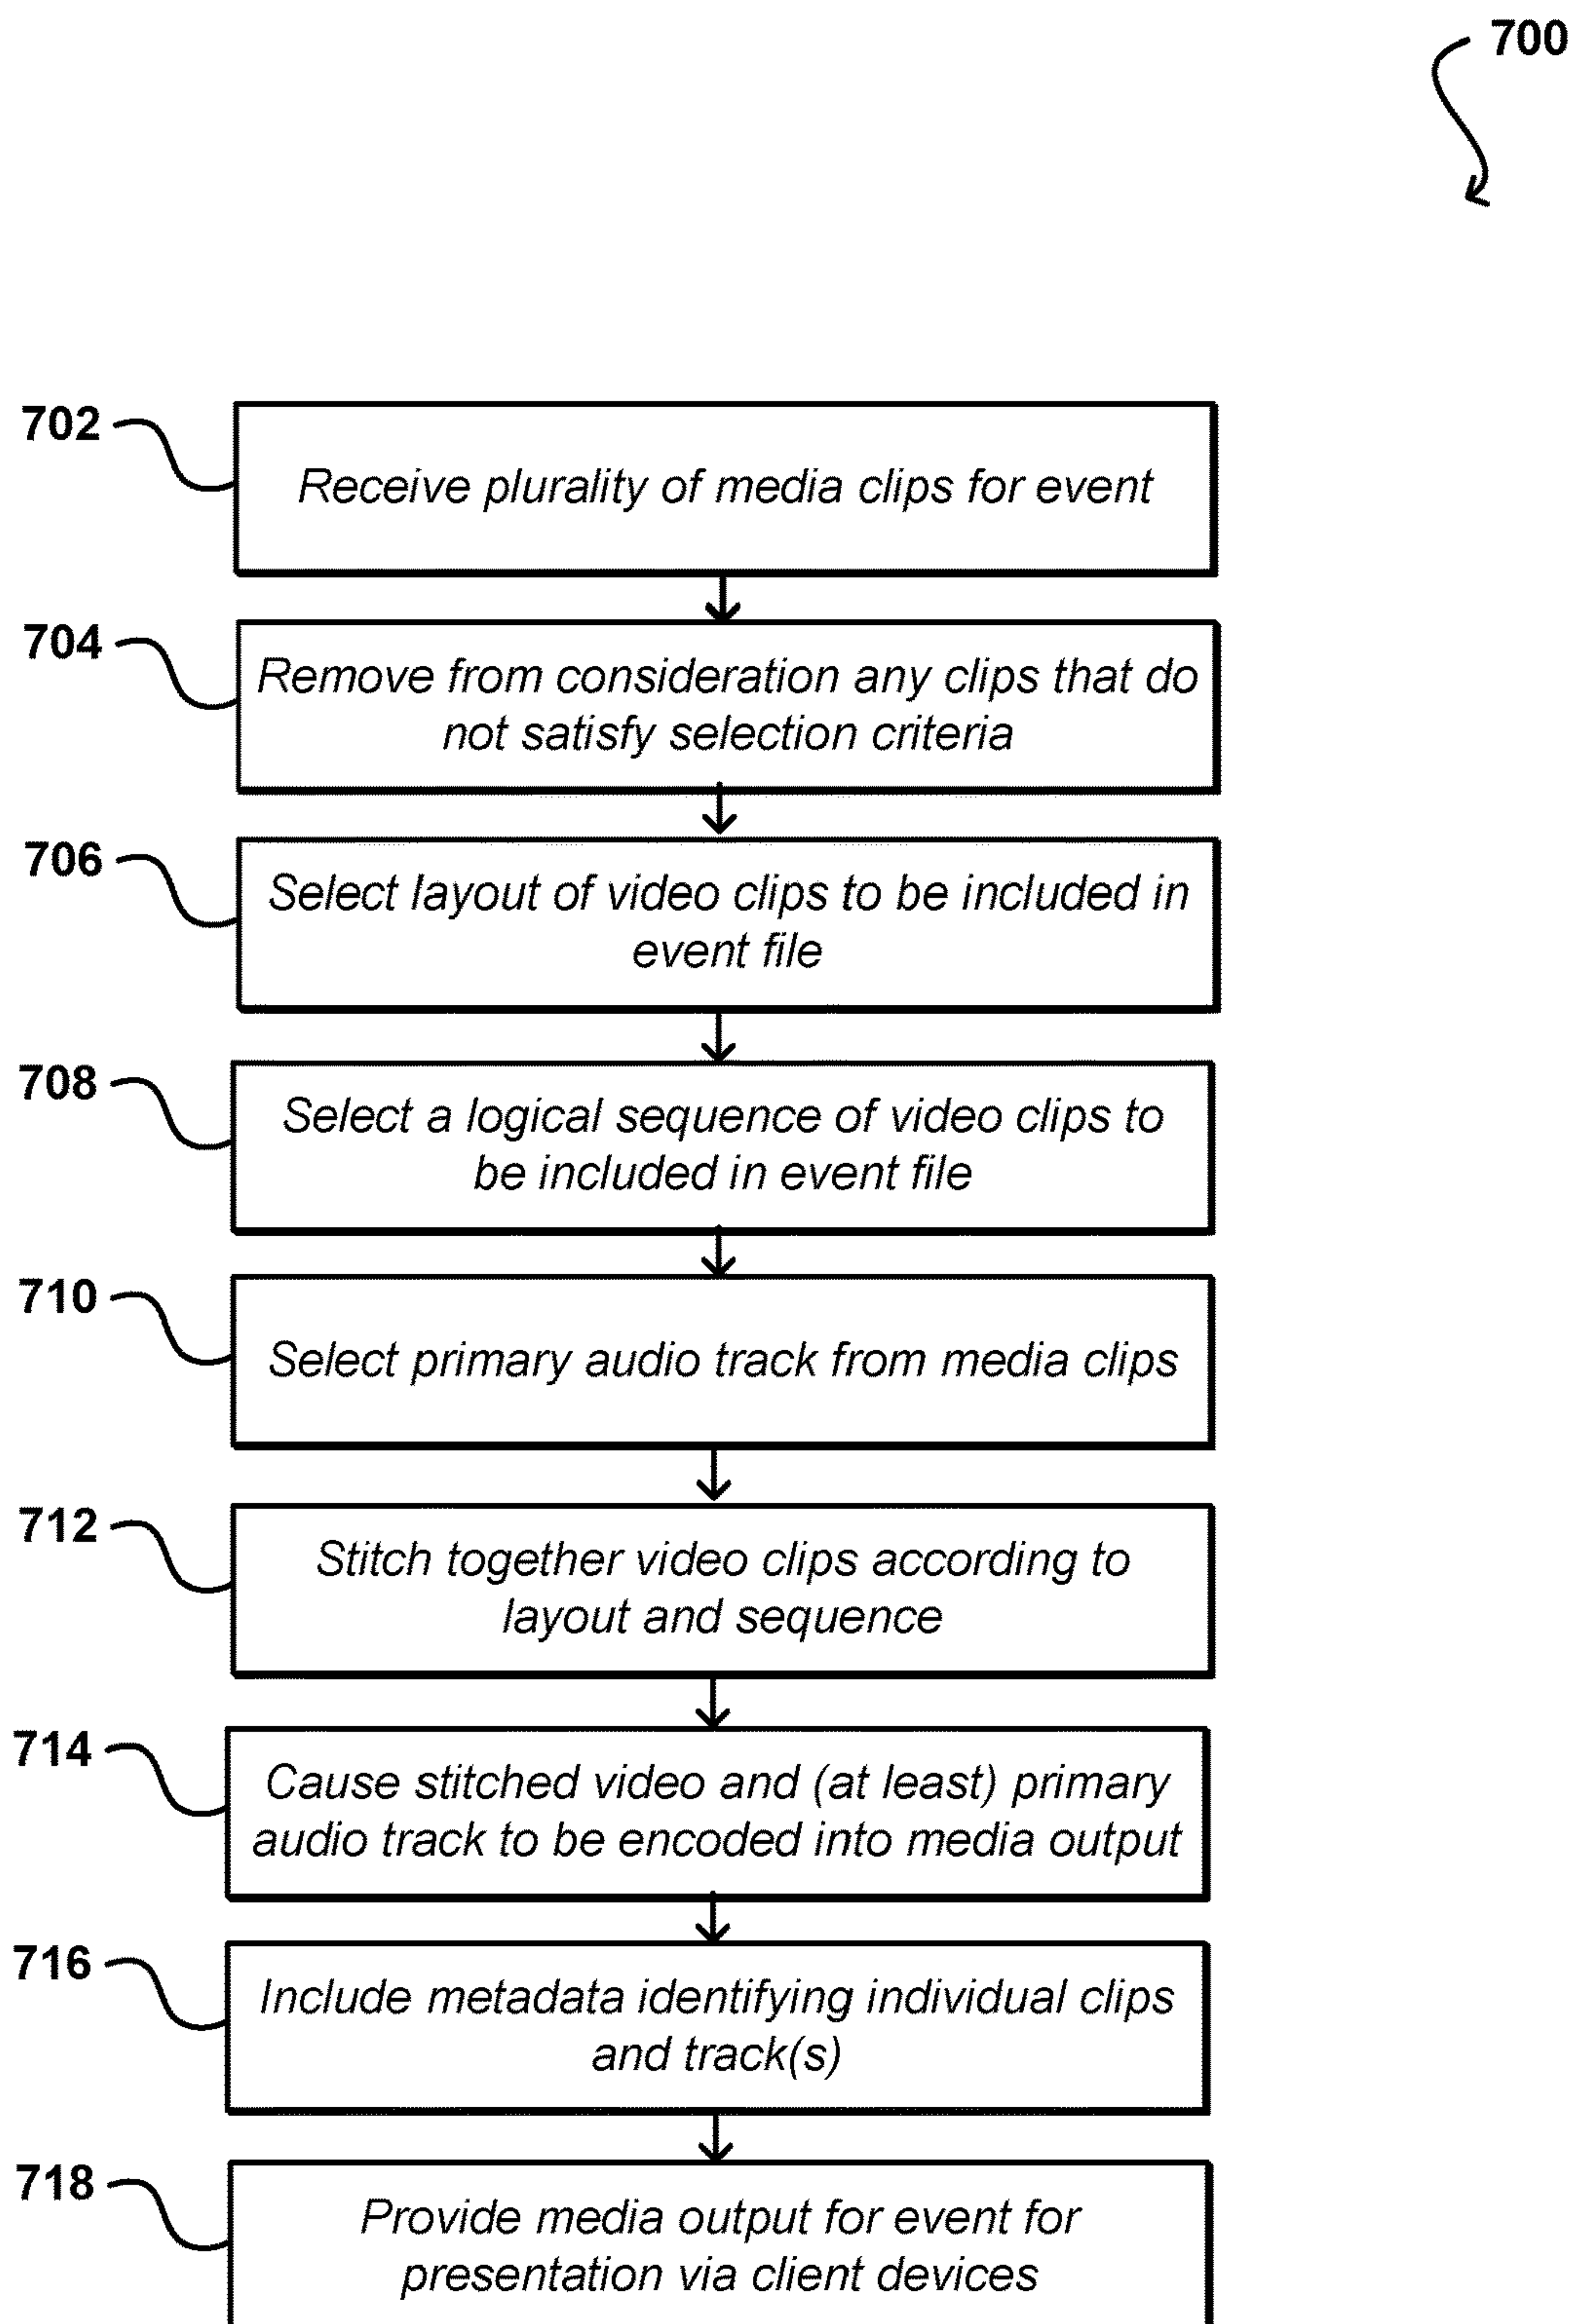 700
702
Receive plurality of media clips for event
704
Remove from consideration any clips that do
not satisfy selection criteria
706
Select layout of video clips to be included in
event file
708
Select a logical sequence of video clips to
be included in event file
710
Select primary audio track from media clips
712
Stitch together video clips according to
layout and sequence
714
Cause stitched video and (at least) primary
audio track to be encoded into media output
716
Include metadata identifying individual clips
and track(s)
718
Provide media output for event for
presentation via client devices